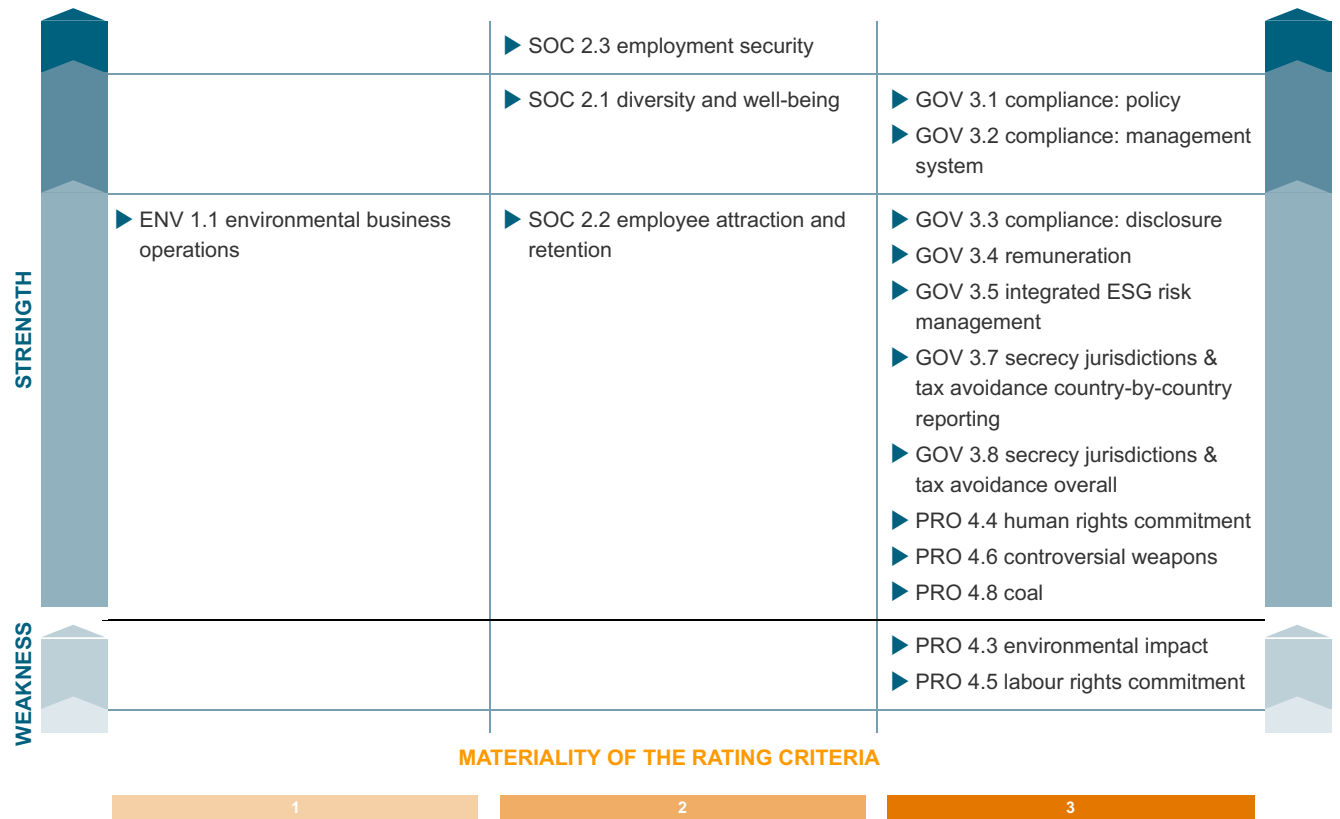 SOC 2.3 employment security
SOC 2.1 diversity and well-being
GOV 3.1 compliance: policy
GOV 3.2 compliance: management
system
STRENGTH
ENV 1.1 environmental business
operations
SOC 2.2 employee attraction and
retention
GOV 3.3 compliance: disclosure
GOV 3.4 remuneration
GOV 3.5 integrated ESG risk
management
GOV 3.7 secrecy jurisdictions &
tax avoidance country-by-country
reporting
GOV 3.8 secrecy jurisdictions &
tax avoidance overall
PRO 4.4 human rights commitment
PRO 4.6 controversial weapons
PRO 4.8 coal
WEAKNESS
PRO 4.3 environmental impact
PRO 4.5 labour rights commitment
MATERIALITY OF THE RATING CRITERIA
1
2
3